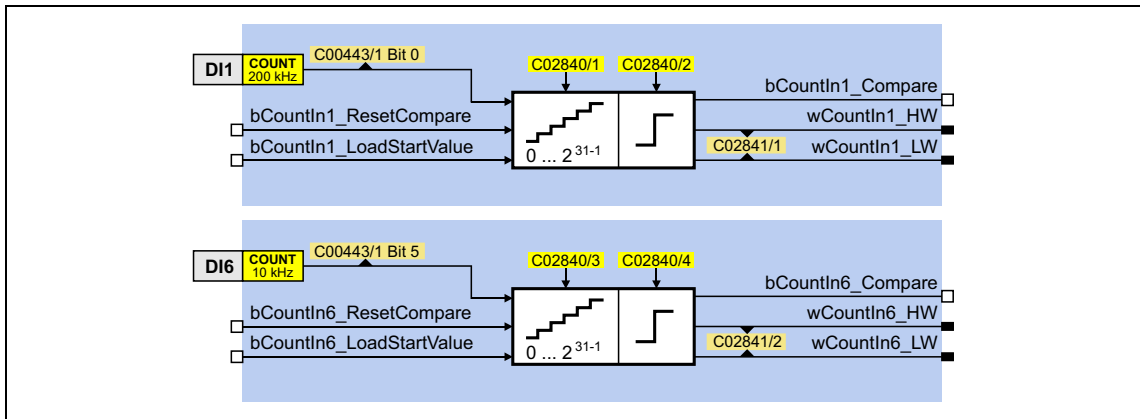 DI1
COUNT
200 kHz
C00443/1 Bit 0
C02840/1
C02840/2
bCountIn1_ResetCompare
bCountIn1_LoadStartValue
0 ... 2 31-1
bCountIn1_Compare
wCountIn1_HW
C02841/1
wCountIn1_LW
DI6
COUNT
10 kHz
C00443/1 Bit 5
C02840/3
C02840/4
bCountIn6_ResetCompare
bCountIn6_LoadStartValue
0 ... 2 31-1
bCountIn6_Compare
wCountIn6_HW
C02841/2
wCountIn6_LW